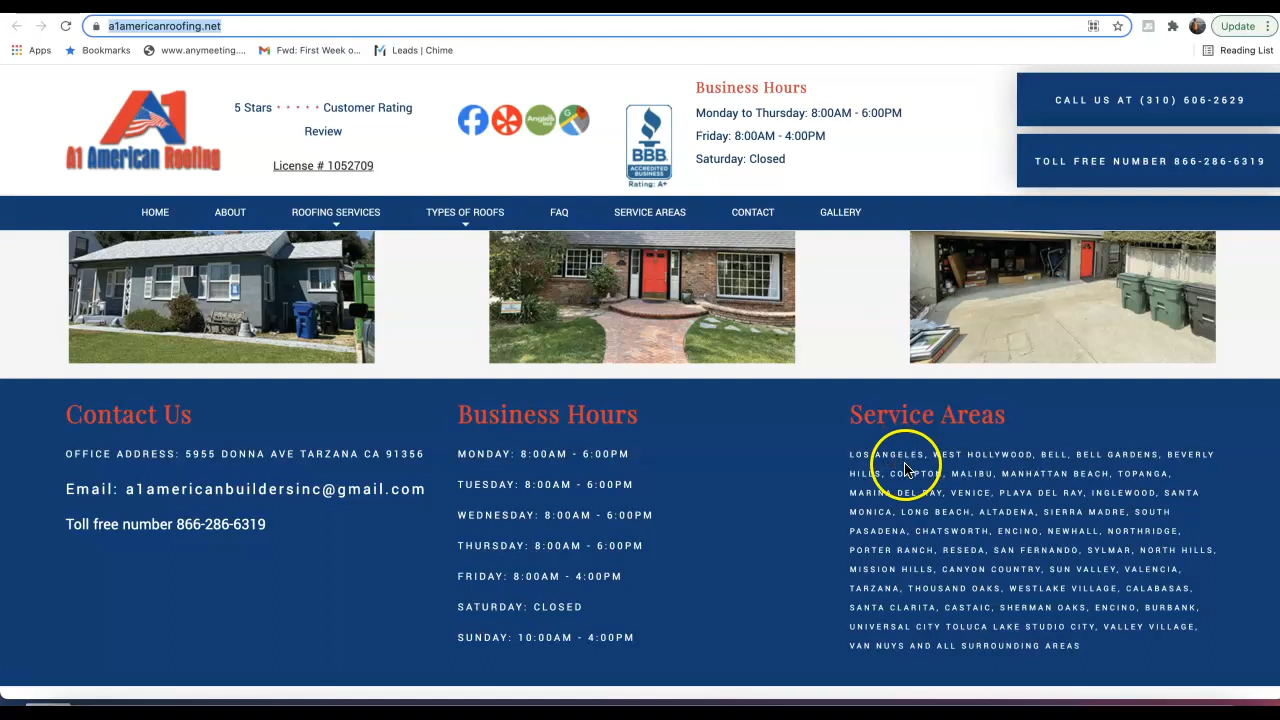 a1americanroofing.net
Update
Apps
Bookmarks
www.anymeeting....
Fwd: First Week o...
Leads | Chime
Reading List
A1 American Roofing
5 Stars • • • • • Customer Rating
Review
License # 1052709
Angie's list
BBB
ACCREDITED
BUSINESS
Rating: A+
Business Hours
Monday to Thursday: 8:00AM - 6:00PM
Friday: 8:00AM - 4:00PM
Saturday: Closed
CALL US AT (310) 606-2629
TOLL FREE NUMBER 866-286-6319
HOME
ABOUT
ROOFING SERVICES
TYPES OF ROOFS
FAQ
SERVICE AREAS
CONTACT
GALLERY
Contact Us
OFFICE ADDRESS: 5955 DONNA AVE TARZANA CA 91356
Email: a1americanbuildersinc@gmail.com
Toll free number 866-286-6319
Business Hours
MONDAY: 8:00AM - 6:00PM
TUESDAY: 8:00AM - 6:00PM
WEDNESDAY: 8:00AM - 6:00PM
THURSDAY: 8:00AM - 6:00PM
FRIDAY: 8:00AM - 4:00PM
SATURDAY: CLOSED
SUNDAY: 10:00AM - 4:00PM
Service Areas
LOS ANGELES, WEST HOLLYWOOD, BELL, BELL GARDENS, BEVERLY
HILLS, COMPTON, MALIBU, MANHATTAN BEACH, TOPANGA,
MARINA DEL RAY, VENICE, PLAYA DEL RAY, INGLEWOOD, SANTA
MONICA, LONG BEACH, ALTADENA, SIERRA MADRE, SOUTH
PASADENA, CHATSWORTH, ENCINO, NEWHALL, NORTHRIDGE,
PORTER RANCH, RESEDA, SAN FERNANDO, SYLMAR, NORTH HILLS,
MISSION HILLS, CANYON COUNTRY, SUN VALLEY, VALENCIA,
TARZANA, THOUSAND OAKS, WESTLAKE VILLAGE, CALABASAS,
SANTA CLARITA, CASTAIC, SHERMAN OAKS, ENCINO, BURBANK,
UNIVERSAL CITY TOLUCA LAKE STUDIO CITY, VALLEY VILLAGE,
VAN NUYS AND ALL SURROUNDING AREAS